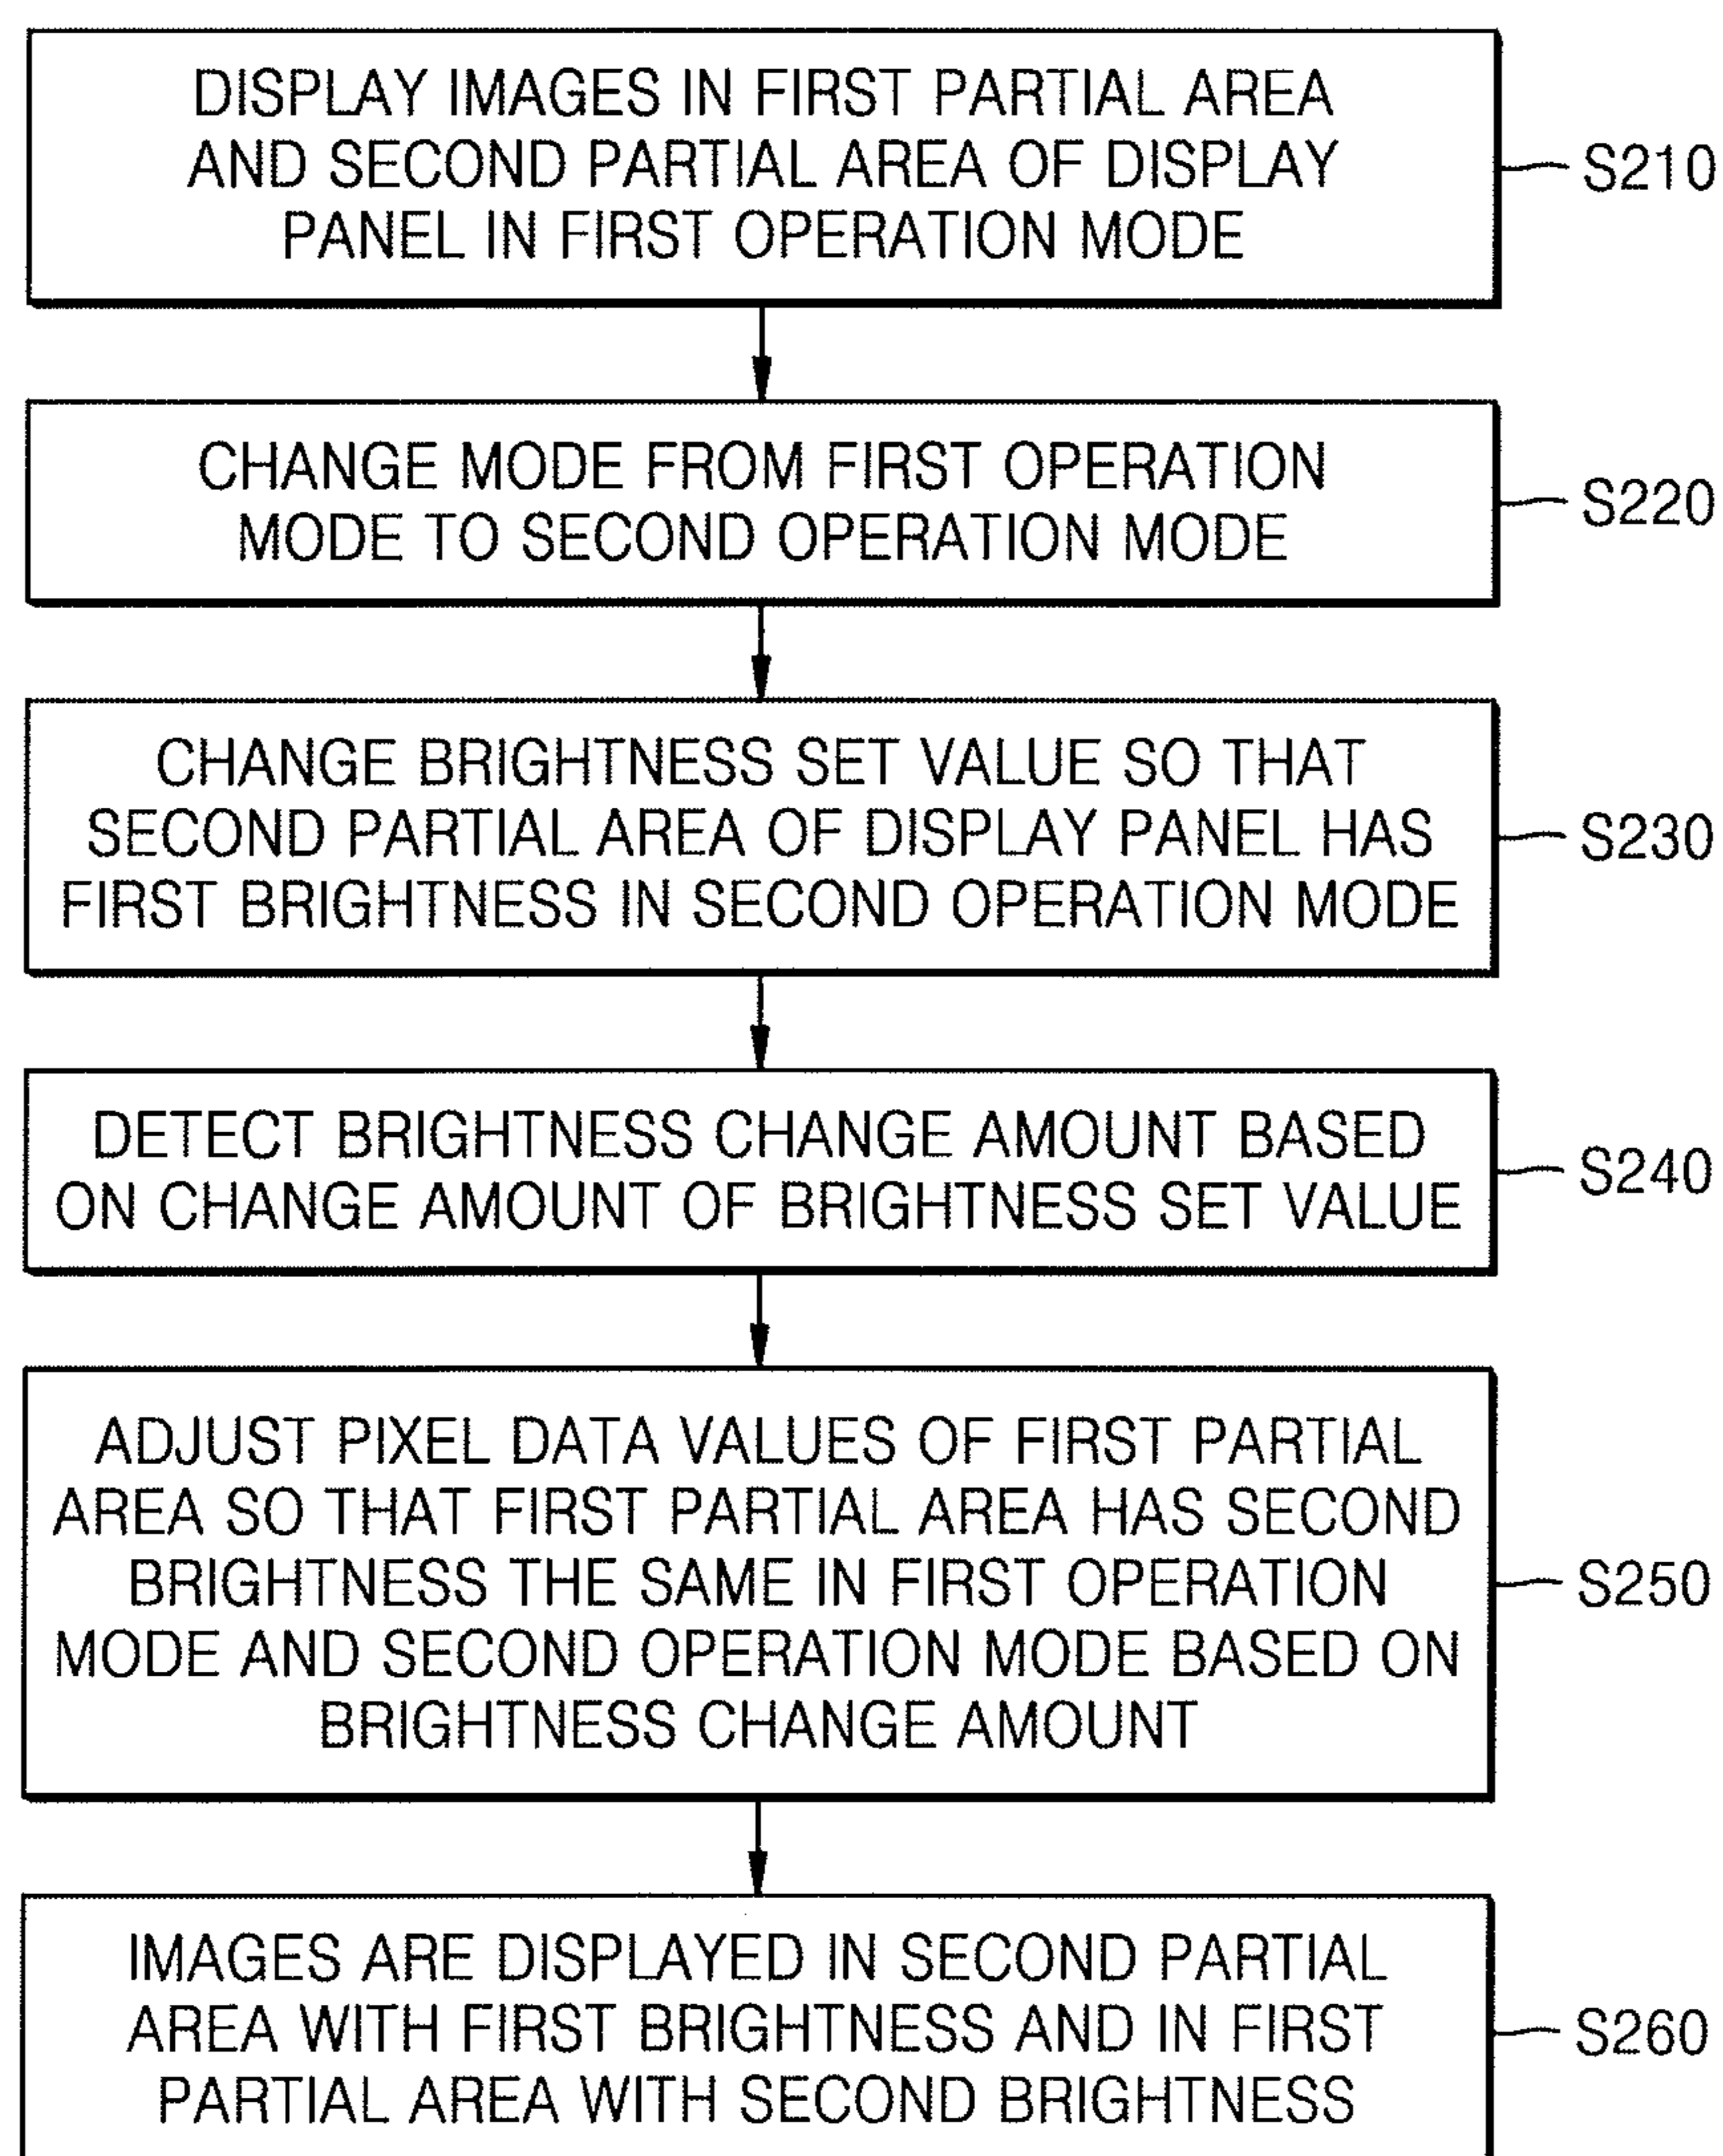 DISPLAY IMAGES IN FIRST PARTIAL AREA
AND SECOND PARTIAL AREA OF DISPLAY
PANEL IN FIRST OPERATION MODE
S210
CHANGE MODE FROM FIRST OPERATION
MODE TO SECOND OPERATION MODE
S220
CHANGE BRIGHTNESS SET VALUE SO THAT
SECOND PARTIAL AREA OF DISPLAY PANEL HAS
FIRST BRIGHTNESS IN SECOND OPERATION MODE
S230
DETECT BRIGHTNESS CHANGE AMOUNT BASED
ON CHANGE AMOUNT OF BRIGHTNESS SET VALUE
S240
ADJUST PIXEL DATA VALUES OF FIRST PARTIAL
AREA SO THAT FIRST PARTIAL AREA HAS SECOND
BRIGHTNESS THE SAME IN FIRST OPERATION
MODE AND SECOND OPERATION MODE BASED ON
BRIGHTNESS CHANGE AMOUNT
S250
IMAGES ARE DISPLAYED IN SECOND PARTIAL
AREA WITH FIRST BRIGHTNESS AND IN FIRST
PARTIAL AREA WITH SECOND BRIGHTNESS
S260